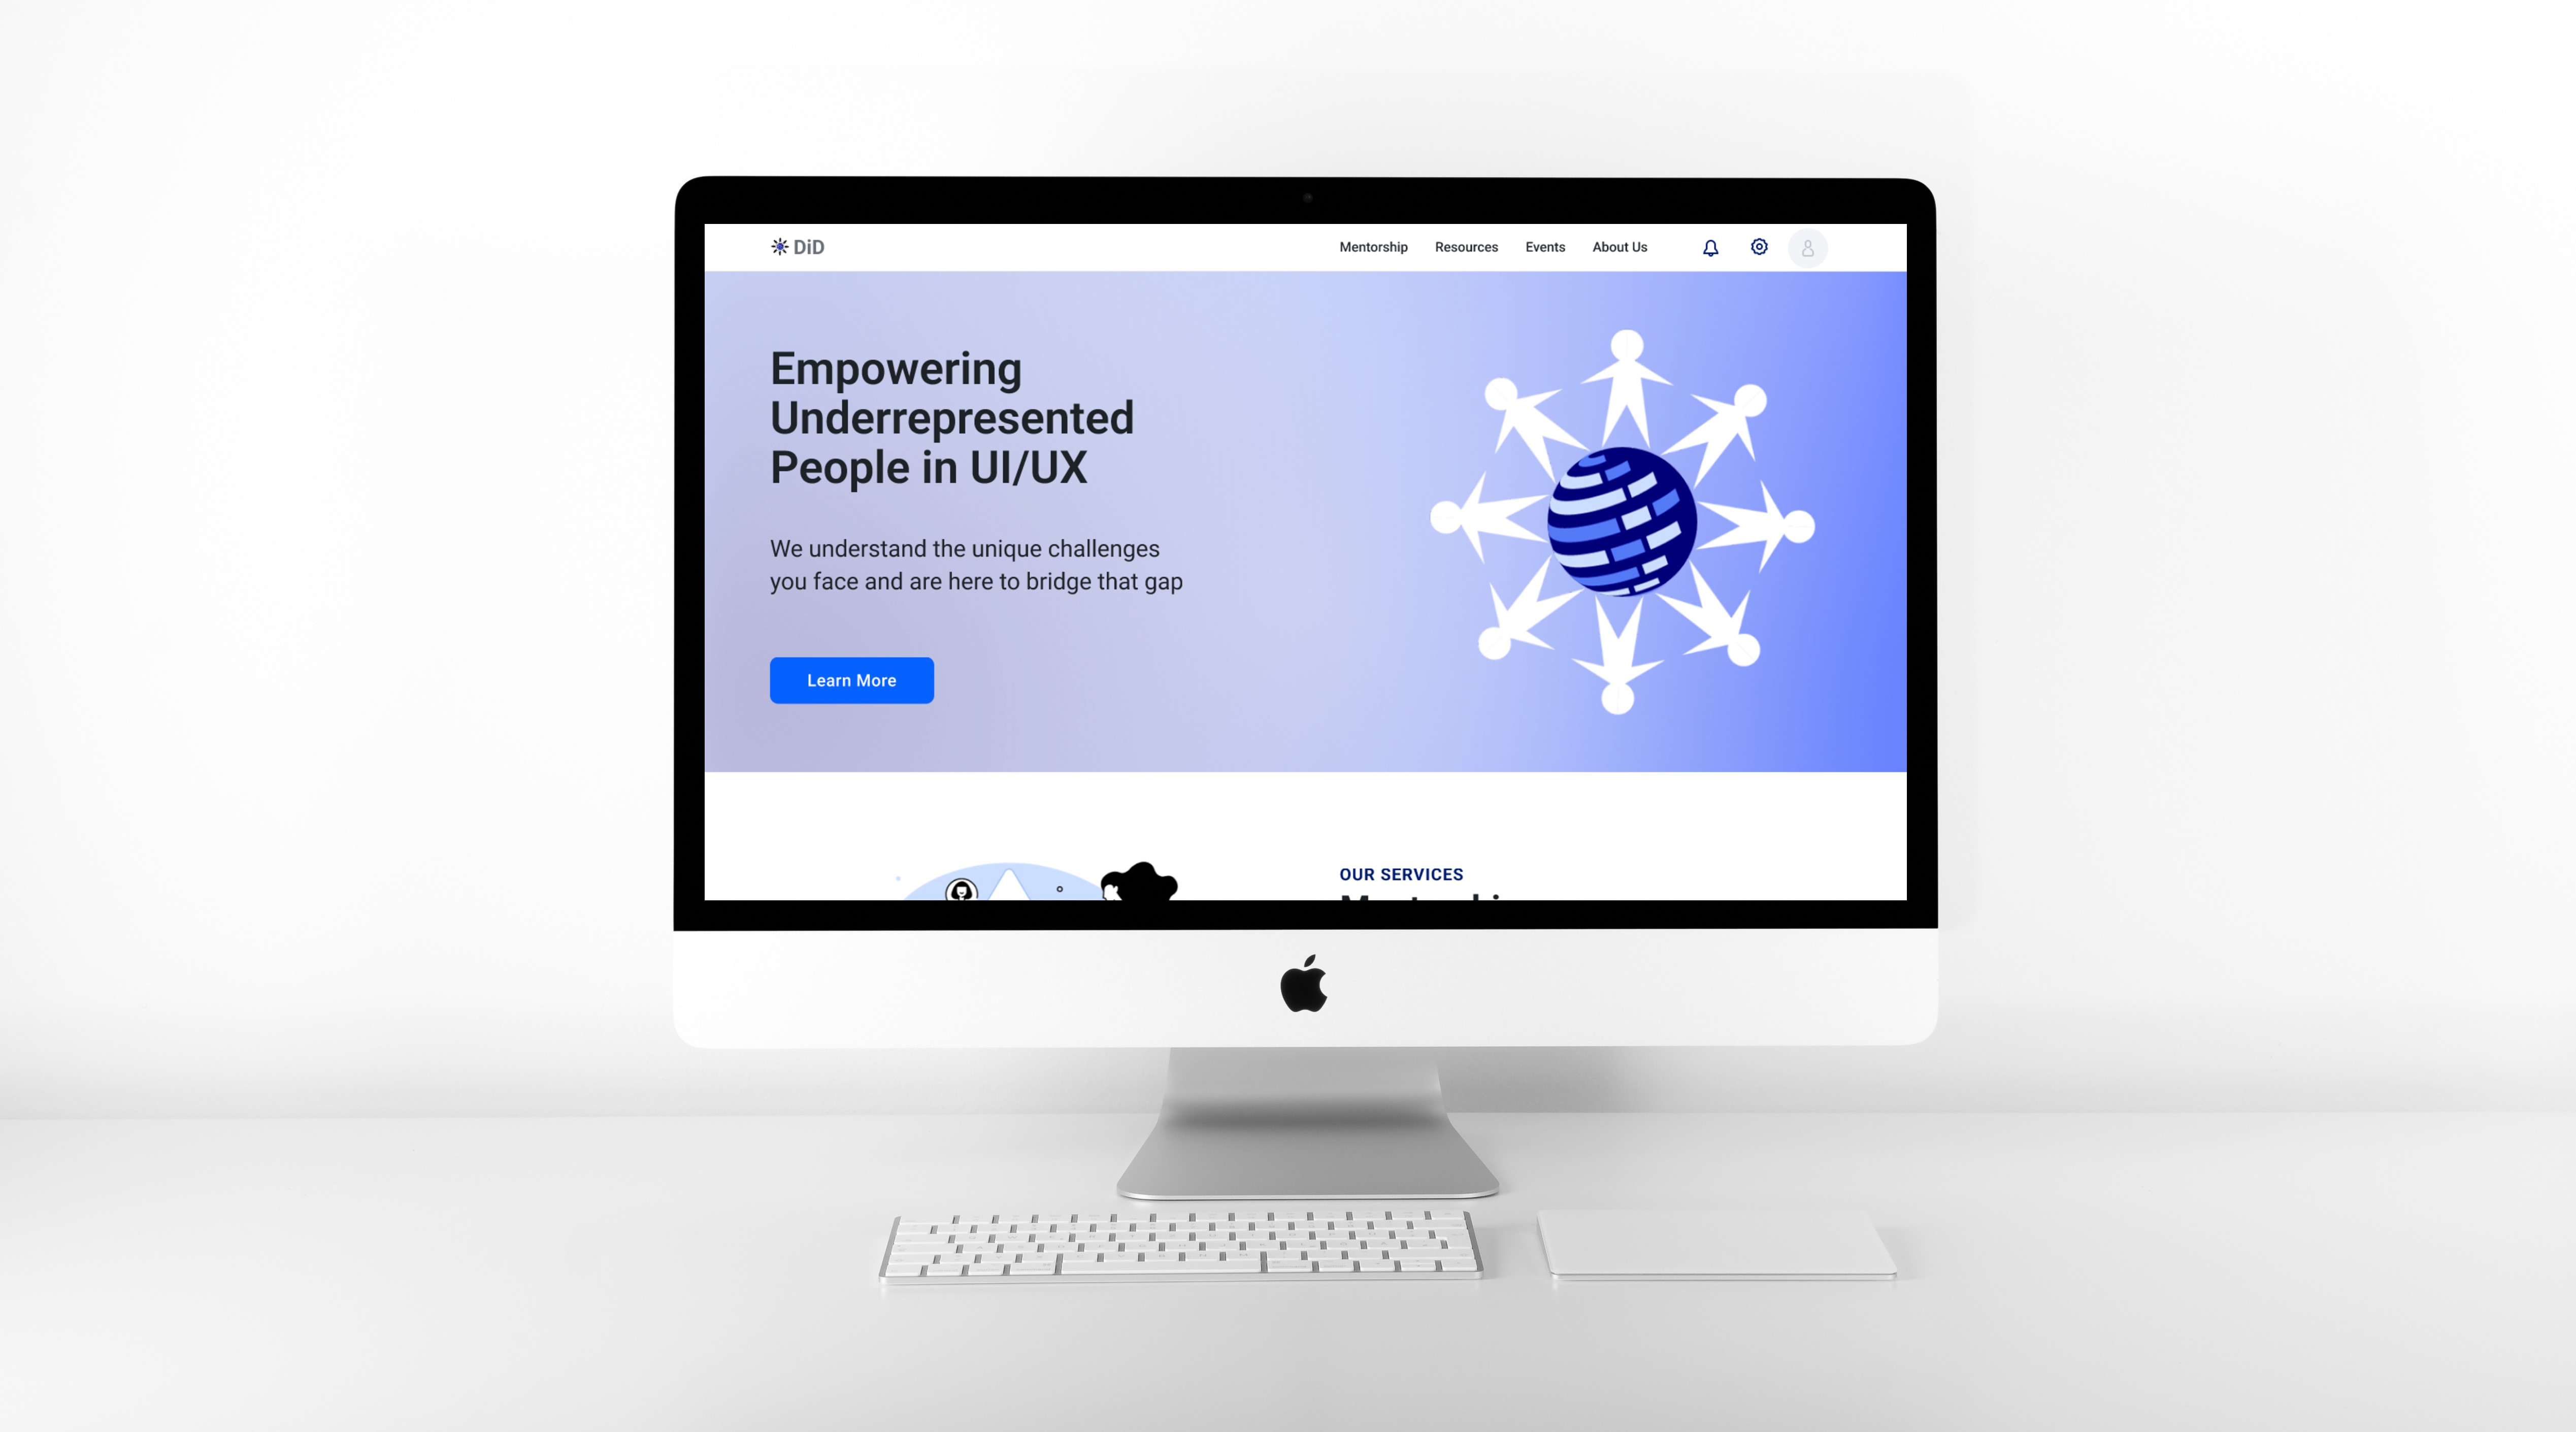 DiD
Mentorship Resources Events About Us
Empowering
Underrepresented
People in UI/UX
We understand the unique challenges
you face and are here to bridge that gap
Learn More
OUR SERVICES